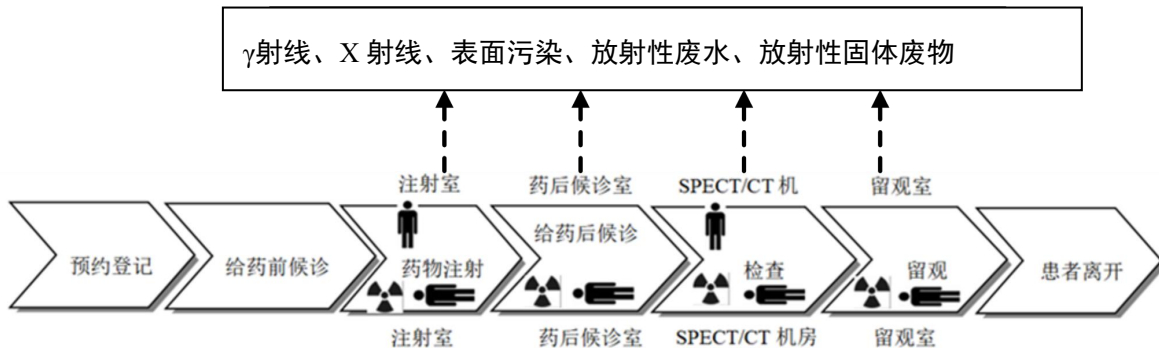 γ射线、X 射线、表面污染、放射性废水、放射性固体废物
注射室 药后候诊室 SPECT/CT 机 留观室
给药后候诊
预约登记 给药前候诊 药物注射 检查 留观 患者离开
注射室 药后候诊室 SPECT/CT 机房 留观室